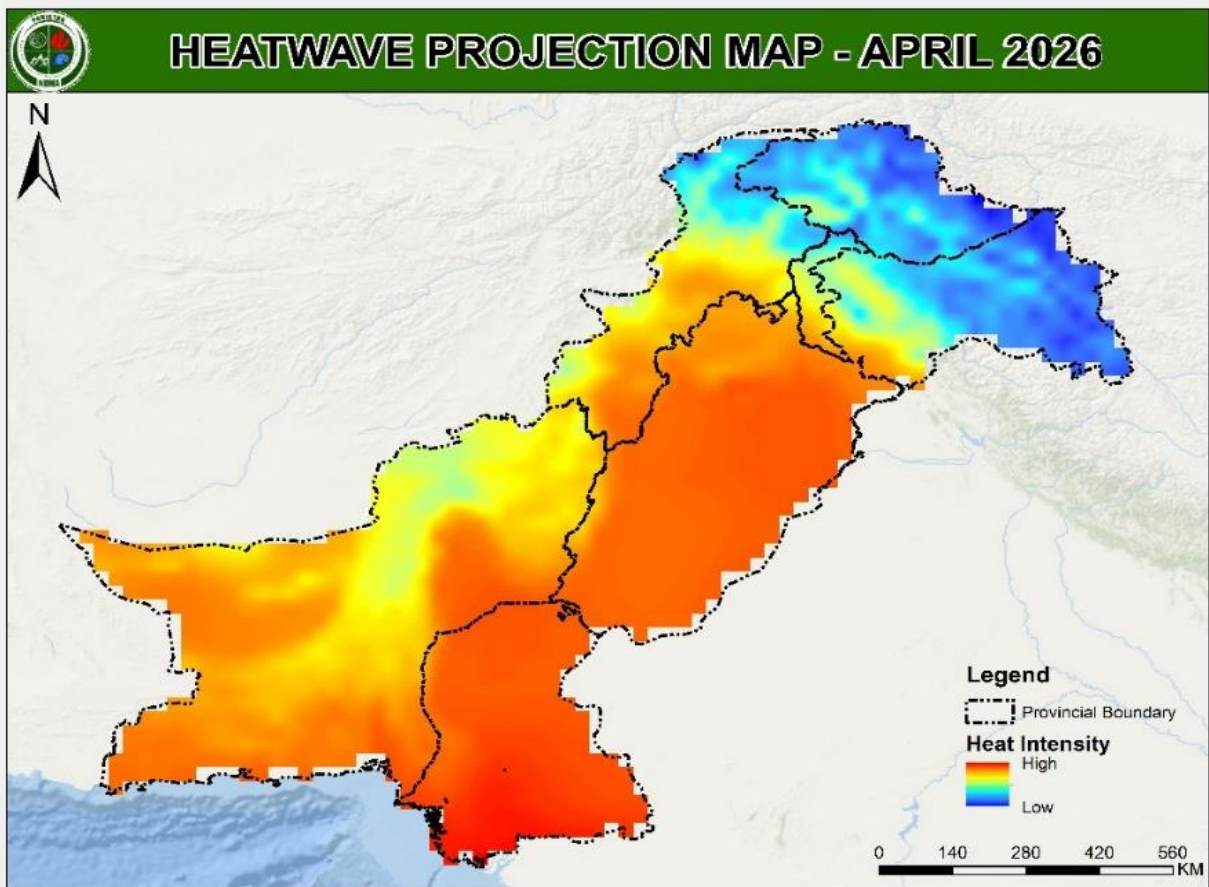 HEATWAVE PROJECTION MAP - APRIL 2026
N
Legend
Provincial Boundary
Heat Intensity
High
Low
0 140 280 420 560
KM